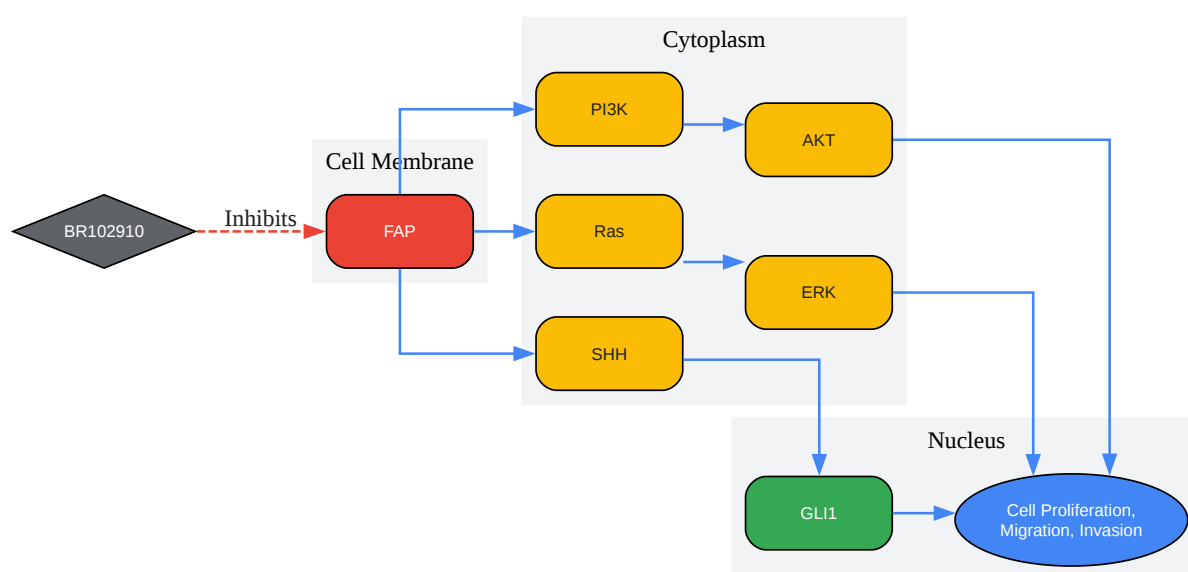 Cytoplasm
PI3K
AKT
Cell Membrane
BR102910
Inhibits
FAP
Ras
ERK
SHH
Nucleus
GLI1
Cell Proliferation,
Migration, Invasion